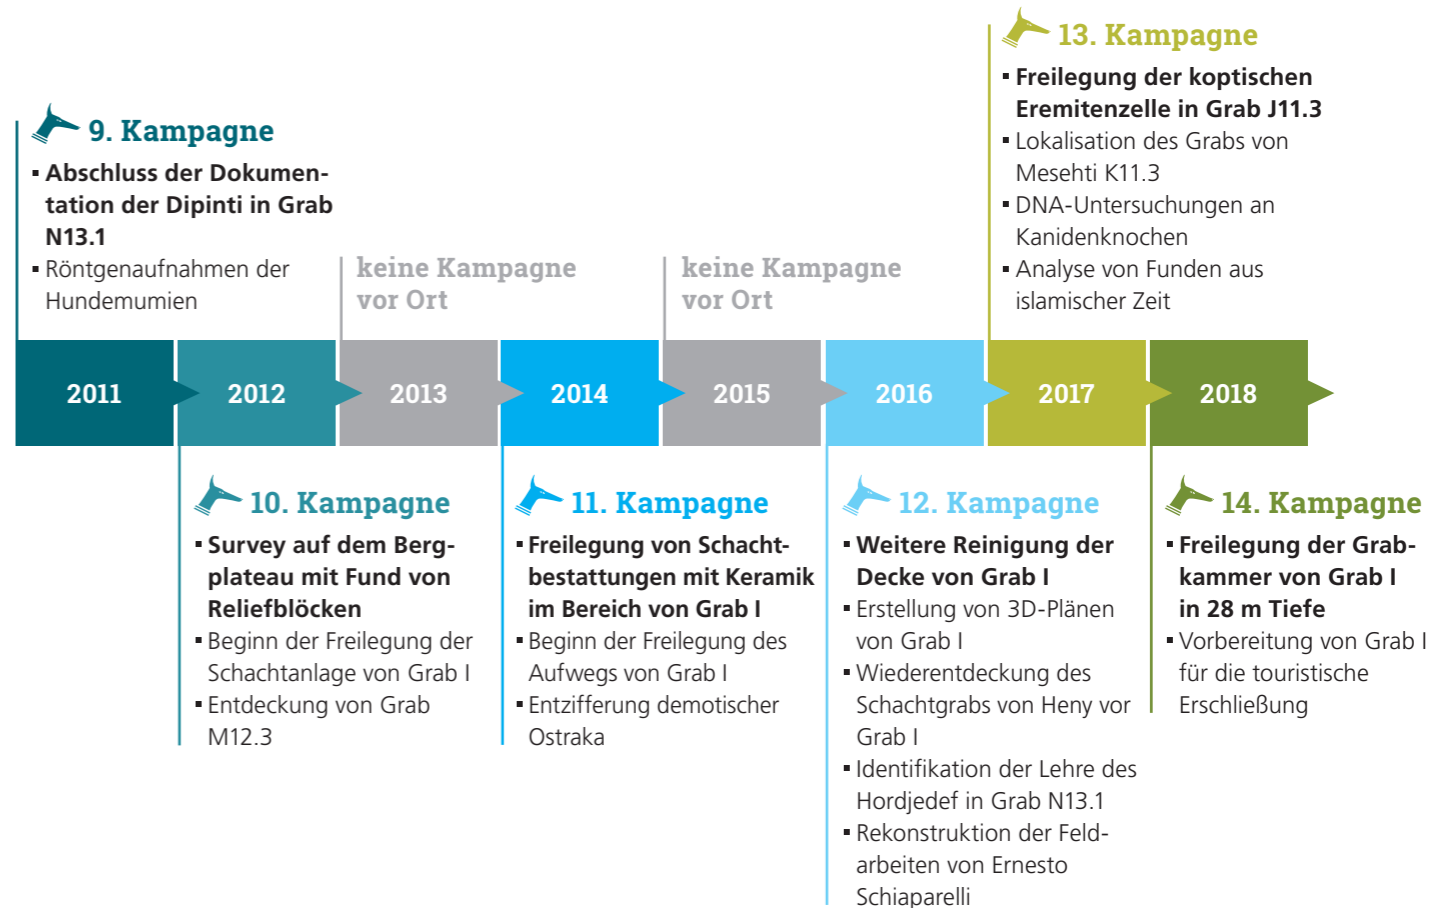 9. Kampagne
▪ Abschluss der Dokumen-
tation der Dipinti in Grab
N13.1
▪ Röntgenaufnahmen der
Hundemumien
keine Kampagne
vor Ort
keine Kampagne
vor Ort
13. Kampagne
▪ Freilegung der koptischen
Eremitenzelle in Grab J11.3
▪ Lokalisation des Grabs von
Mesehti K11.3
▪ DNA-Untersuchungen an
Kanidenknochen
▪ Analyse von Funden aus
islamischer Zeit
2011
2012
2013
2014
2015
2016
2017
2018
10. Kampagne
▪ Survey auf dem Berg-
plateau mit Fund von
Reliefblöcken
▪ Beginn der Freilegung der
Schachtanlage von Grab I
▪ Entdeckung von Grab
M12.3
11. Kampagne
▪ Freilegung von Schacht-
bestattungen mit Keramik
im Bereich von Grab I
▪ Beginn der Freilegung des
Aufwegs von Grab I
▪ Entzifferung demotischer
Ostraka
12. Kampagne
▪ Weitere Reinigung der
Decke von Grab I
▪ Erstellung von 3D-Plänen
von Grab I
▪ Wiederentdeckung des
Schachtgrabs von Heny vor
Grab I
▪ Identifikation der Lehre des
Hordjedef in Grab N13.1
▪ Rekonstruktion der Feld-
arbeiten von Ernesto
Schiaparelli
14. Kampagne
▪ Freilegung der Grab-
kammer von Grab I
in 28 m Tiefe
▪ Vorbereitung von Grab I
für die touristische
Erschließung